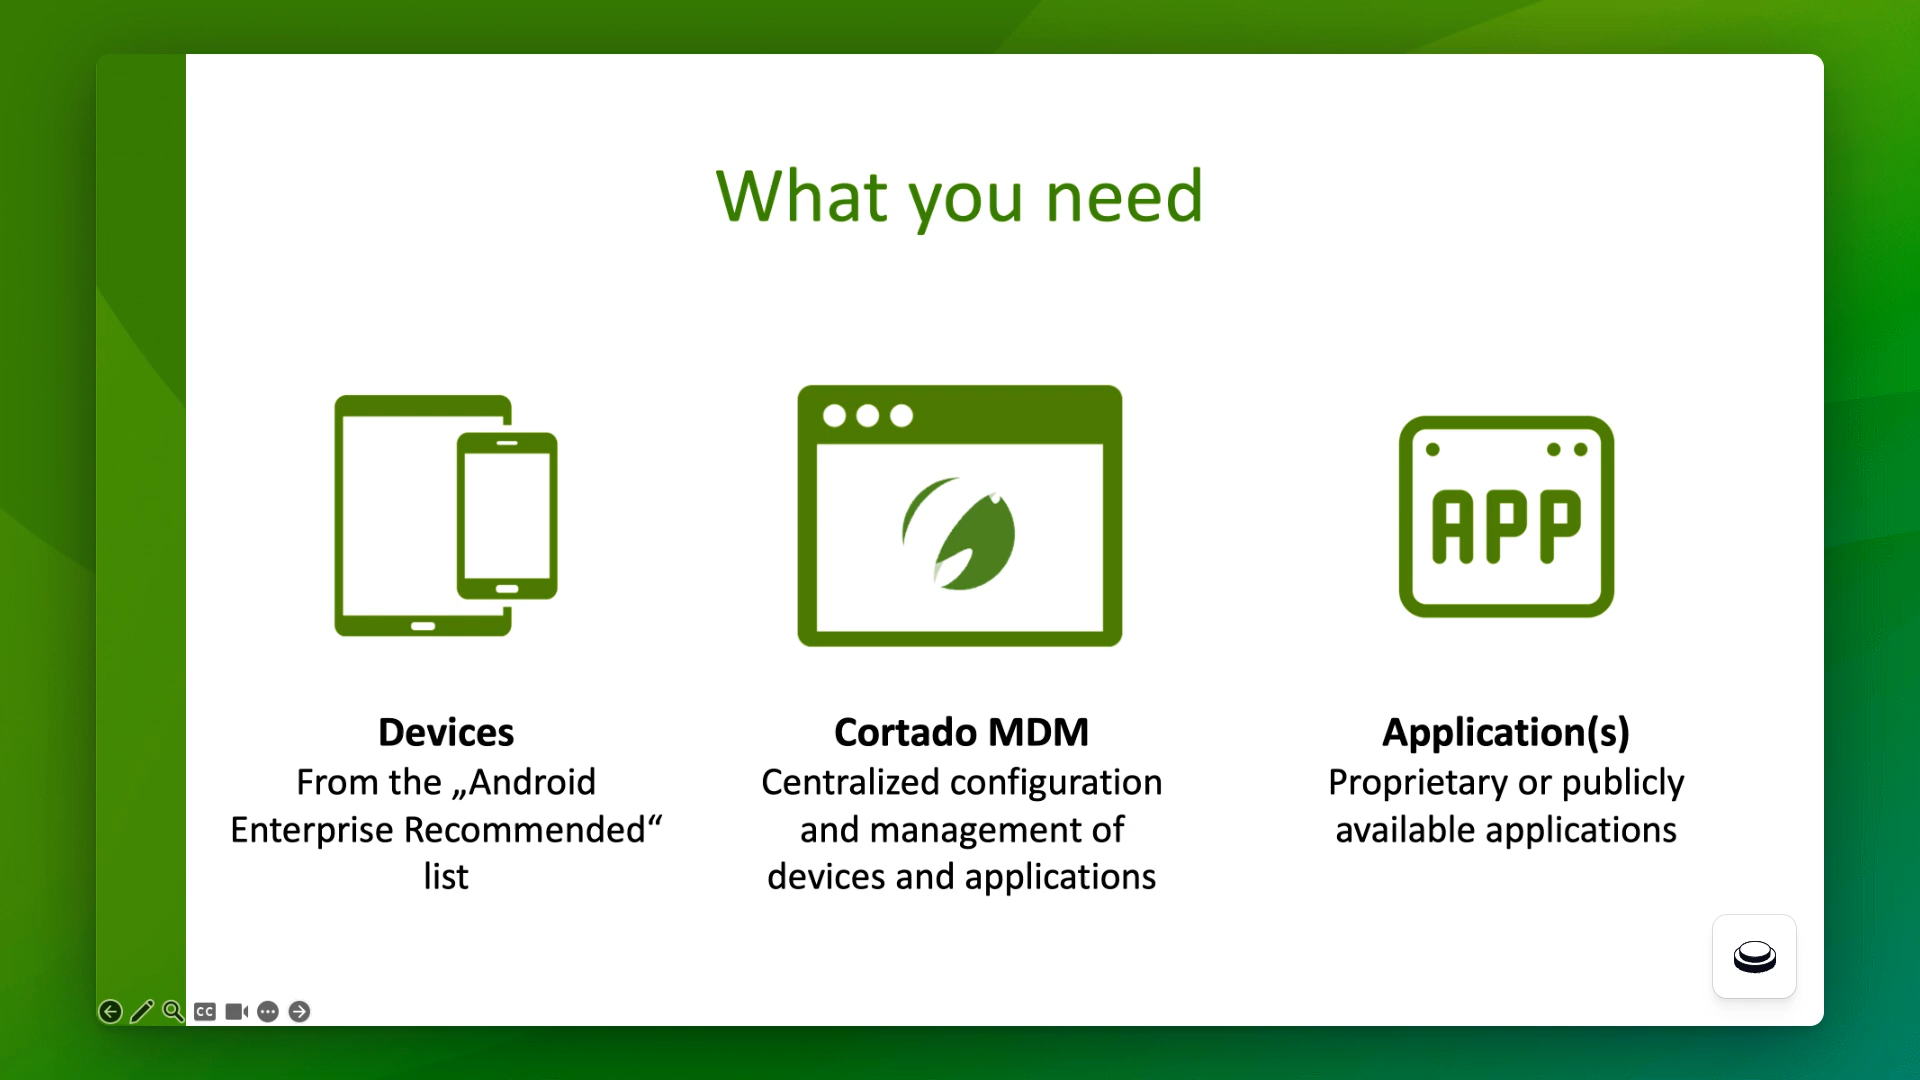 What you need
APP
Devices
From the „Android
Enterprise Recommended“
list
Cortado MDM
Centralized configuration
and management of
devices and applications
Application(s)
Proprietary or publicly
available applications
CC